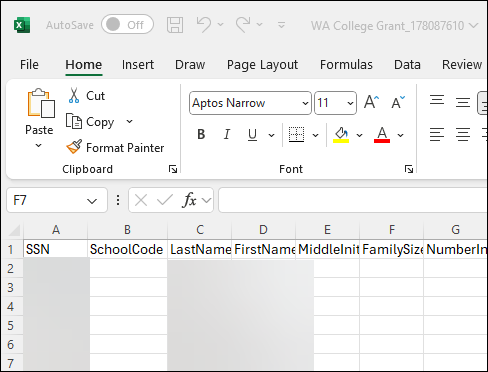 AutoSave Off WA College Grant_178087610
File Home Insert Draw Page Layout Formulas Data Review
Paste Cut Copy Format Painter
Clipboard
Aptos Narrow 11 A A
B I U A
Font
F7 fx
A B C D E F G
1 SSN SchoolCode LastName FirstName MiddleInit FamilySize NumberIn
2
3
4
5
6
7